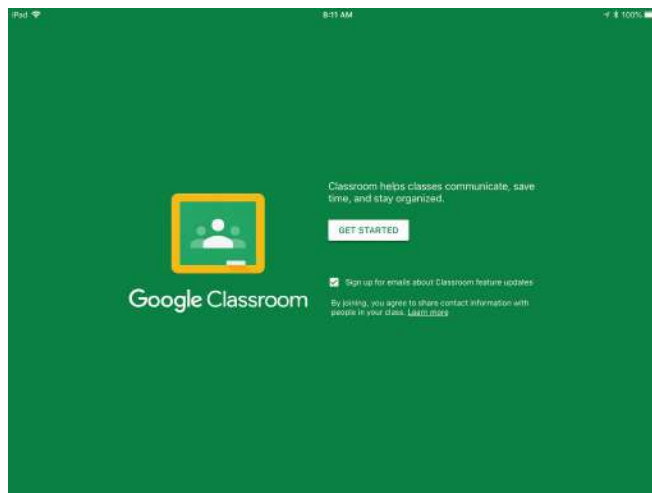 iPad
8:11 AM
100%
Classroom helps classes communicate, save
time, and stay organized.
GET STARTED
Sign up for emails about Classroom feature updates
Google Classroom
By joining, you agree to share contact information with
people in your class. Learn more